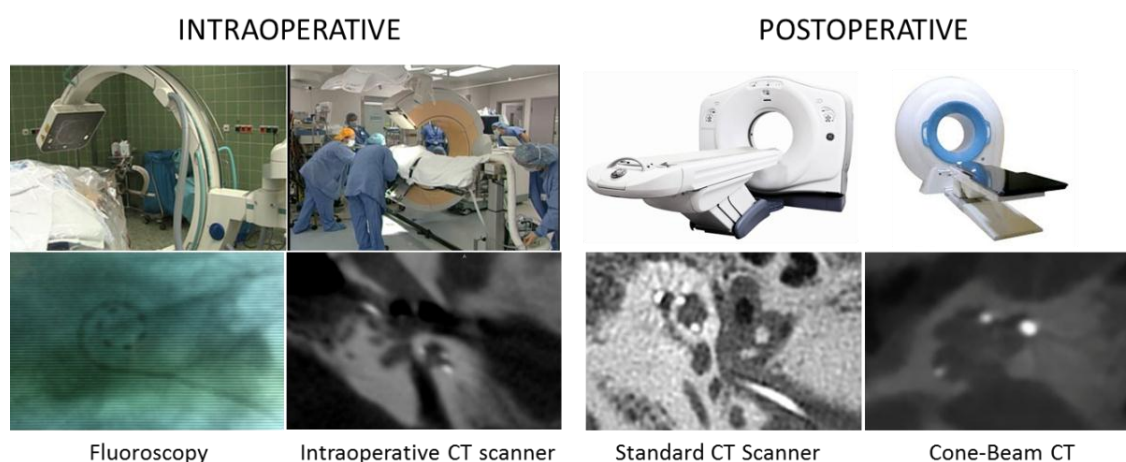 INTRAOPERATIVE
POSTOPERATIVE
Fluoroscopy
Intraoperative CT scanner
Standard CT Scanner
Cone-Beam CT